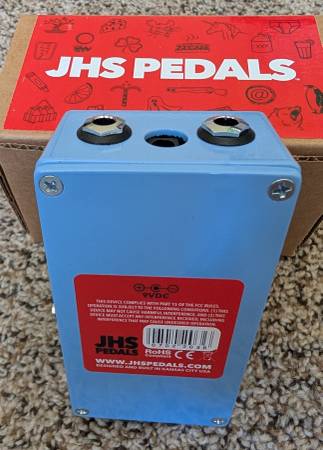 JHS PEDALS
9VDC
THIS DEVICE COMPLIES WITH PART 15 OF THE FCC RULES.
OPERATION IS SUBJECT TO THE FOLLOWING CONDITIONS: (1) THIS
DEVICE MAY NOT CAUSE HARMFUL INTERFERENCE, AND (2) THIS
DEVICE MUST ACCEPT ANY INTERFERENCE RECEIVED, INCLUDING
INTERFERENCE THAT MAY CAUSE UNDESIRED OPERATION.
JHS
PEDALS
RoHS
CE
WWW.JHSPEDALS.COM
DESIGNED AND BUILT IN KANSAS CITY USA